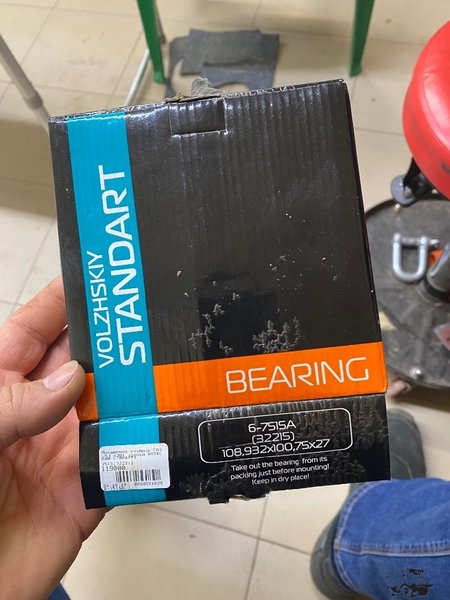 VOLZHSKIY
STANDART
BEARING
6-7515A
(32215)
108,932x100,75x27
Take out the bearing from its
packing just before mounting!
Keep in dry place!
119000